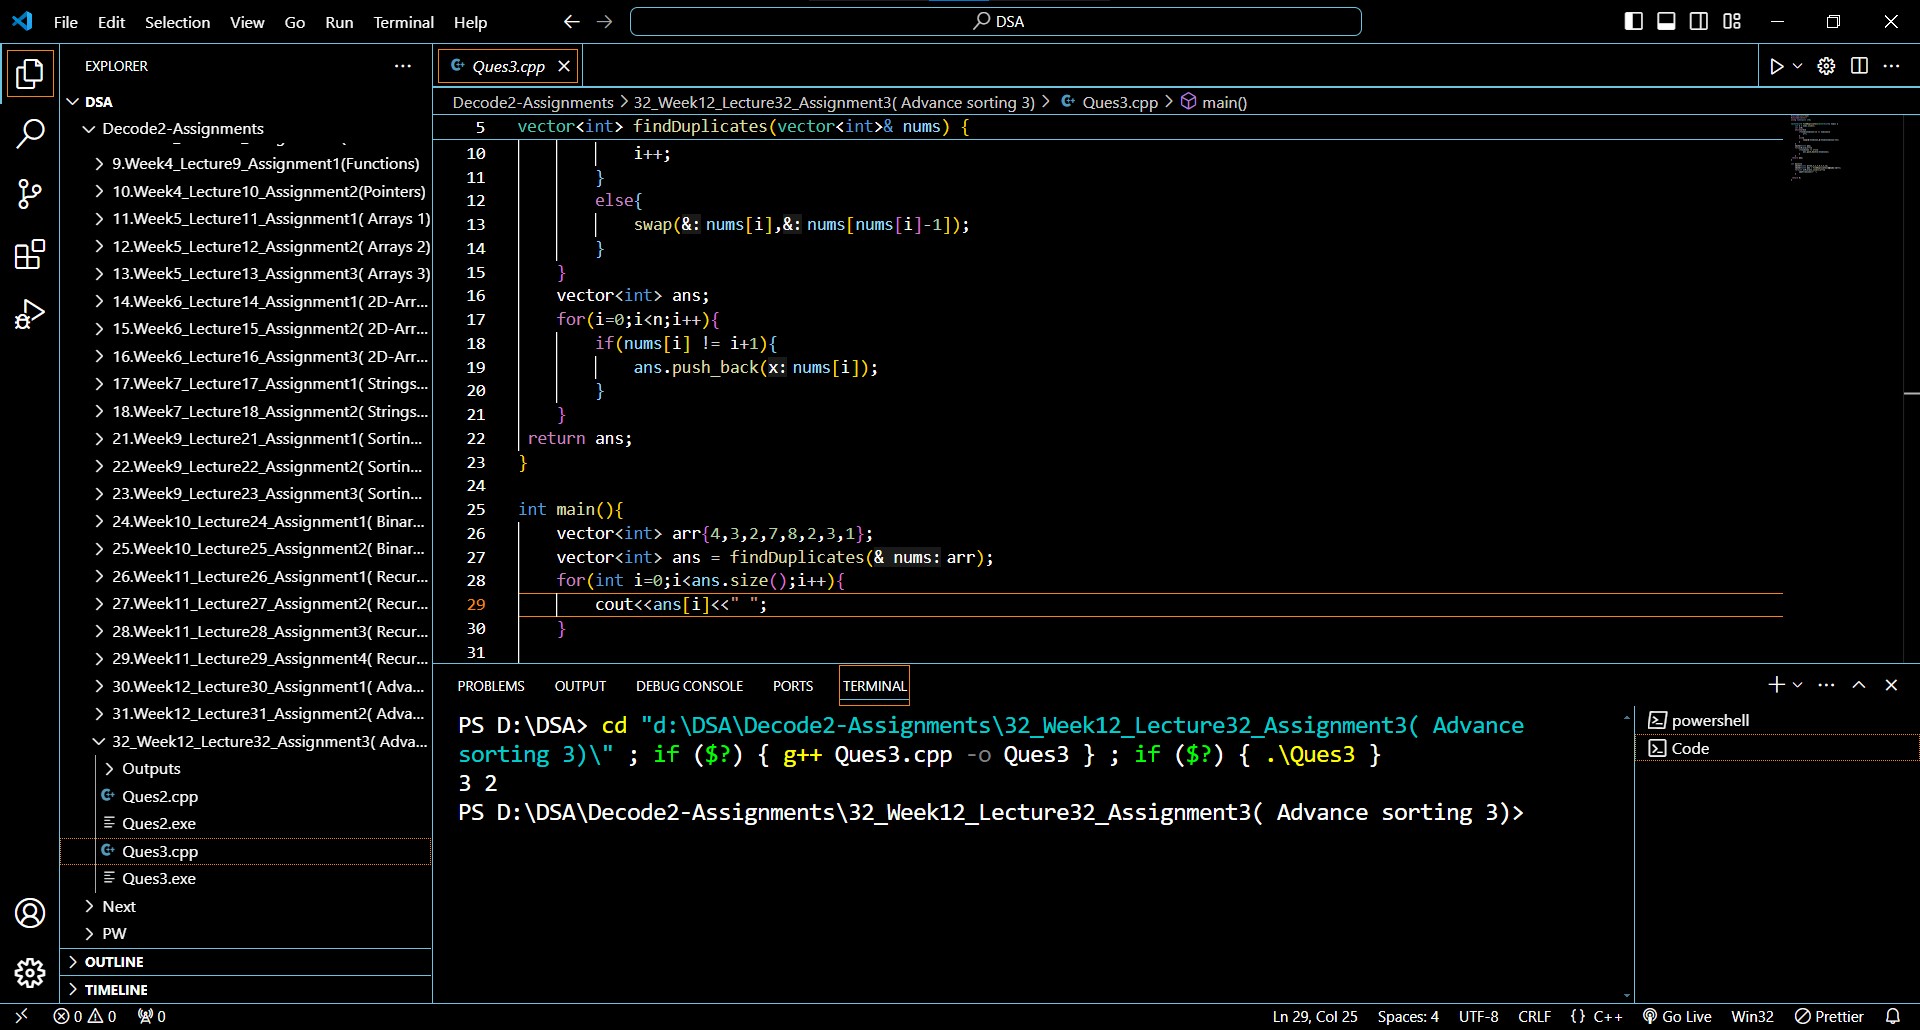 File Edit Selection View Go Run Terminal Help
DSA
EXPLORER
DSA
Decode2-Assignments
9.Week4_Lecture9_Assignment1(Functions)
10.Week4_Lecture10_Assignment2(Pointers)
11.Week5_Lecture11_Assignment1( Arrays 1)
12.Week5_Lecture12_Assignment2( Arrays 2)
13.Week5_Lecture13_Assignment3( Arrays 3)
14.Week6_Lecture14_Assignment1( 2D-Arr...
15.Week6_Lecture15_Assignment2( 2D-Arr...
16.Week6_Lecture16_Assignment3( 2D-Arr...
17.Week7_Lecture17_Assignment1( Strings...
18.Week7_Lecture18_Assignment2( Strings...
21.Week9_Lecture21_Assignment1( Sortin...
22.Week9_Lecture22_Assignment2( Sortin...
23.Week9_Lecture23_Assignment3( Sortin...
24.Week10_Lecture24_Assignment1( Binar...
25.Week10_Lecture25_Assignment2( Binar...
26.Week11_Lecture26_Assignment1( Recur...
27.Week11_Lecture27_Assignment2( Recur...
28.Week11_Lecture28_Assignment3( Recur...
29.Week11_Lecture29_Assignment4( Recur...
30.Week12_Lecture30_Assignment1( Adva...
31.Week12_Lecture31_Assignment2( Adva...
32_Week12_Lecture32_Assignment3( Adva...
Outputs
Ques2.cpp
Ques2.exe
Ques3.cpp
Ques3.exe
Next
PW
OUTLINE
TIMELINE
Ques3.cpp
Decode2-Assignments > 32_Week12_Lecture32_Assignment3( Advance sorting 3) > Ques3.cpp > main()
5 vector<int> findDuplicates(vector<int>& nums) {
10 i++;
11 }
12 else{
13 swap(&: nums[i],&: nums[nums[i]-1]);
14 }
15 }
16 vector<int> ans;
17 for(i=0;i<n;i++){
18 if(nums[i] != i+1){
19 ans.push_back(x: nums[i]);
20 }
21 }
22 return ans;
23 }
24
25 int main(){
26 vector<int> arr{4,3,2,7,8,2,3,1};
27 vector<int> ans = findDuplicates(& nums: arr);
28 for(int i=0;i<ans.size();i++){
29 cout<<ans[i]<<" ";
30 }
31
PROBLEMS OUTPUT DEBUG CONSOLE PORTS TERMINAL
PS D:\DSA> cd "d:\DSA\Decode2-Assignments\32_Week12_Lecture32_Assignment3( Advance
sorting 3)\" ; if ($?) { g++ Ques3.cpp -o Ques3 } ; if ($?) { .\Ques3 }
3 2
PS D:\DSA\Decode2-Assignments\32_Week12_Lecture32_Assignment3( Advance sorting 3)>
powershell
Code
0 0 0
Ln 29, Col 25 Spaces: 4 UTF-8 CRLF {} C++ Go Live Win32 Prettier